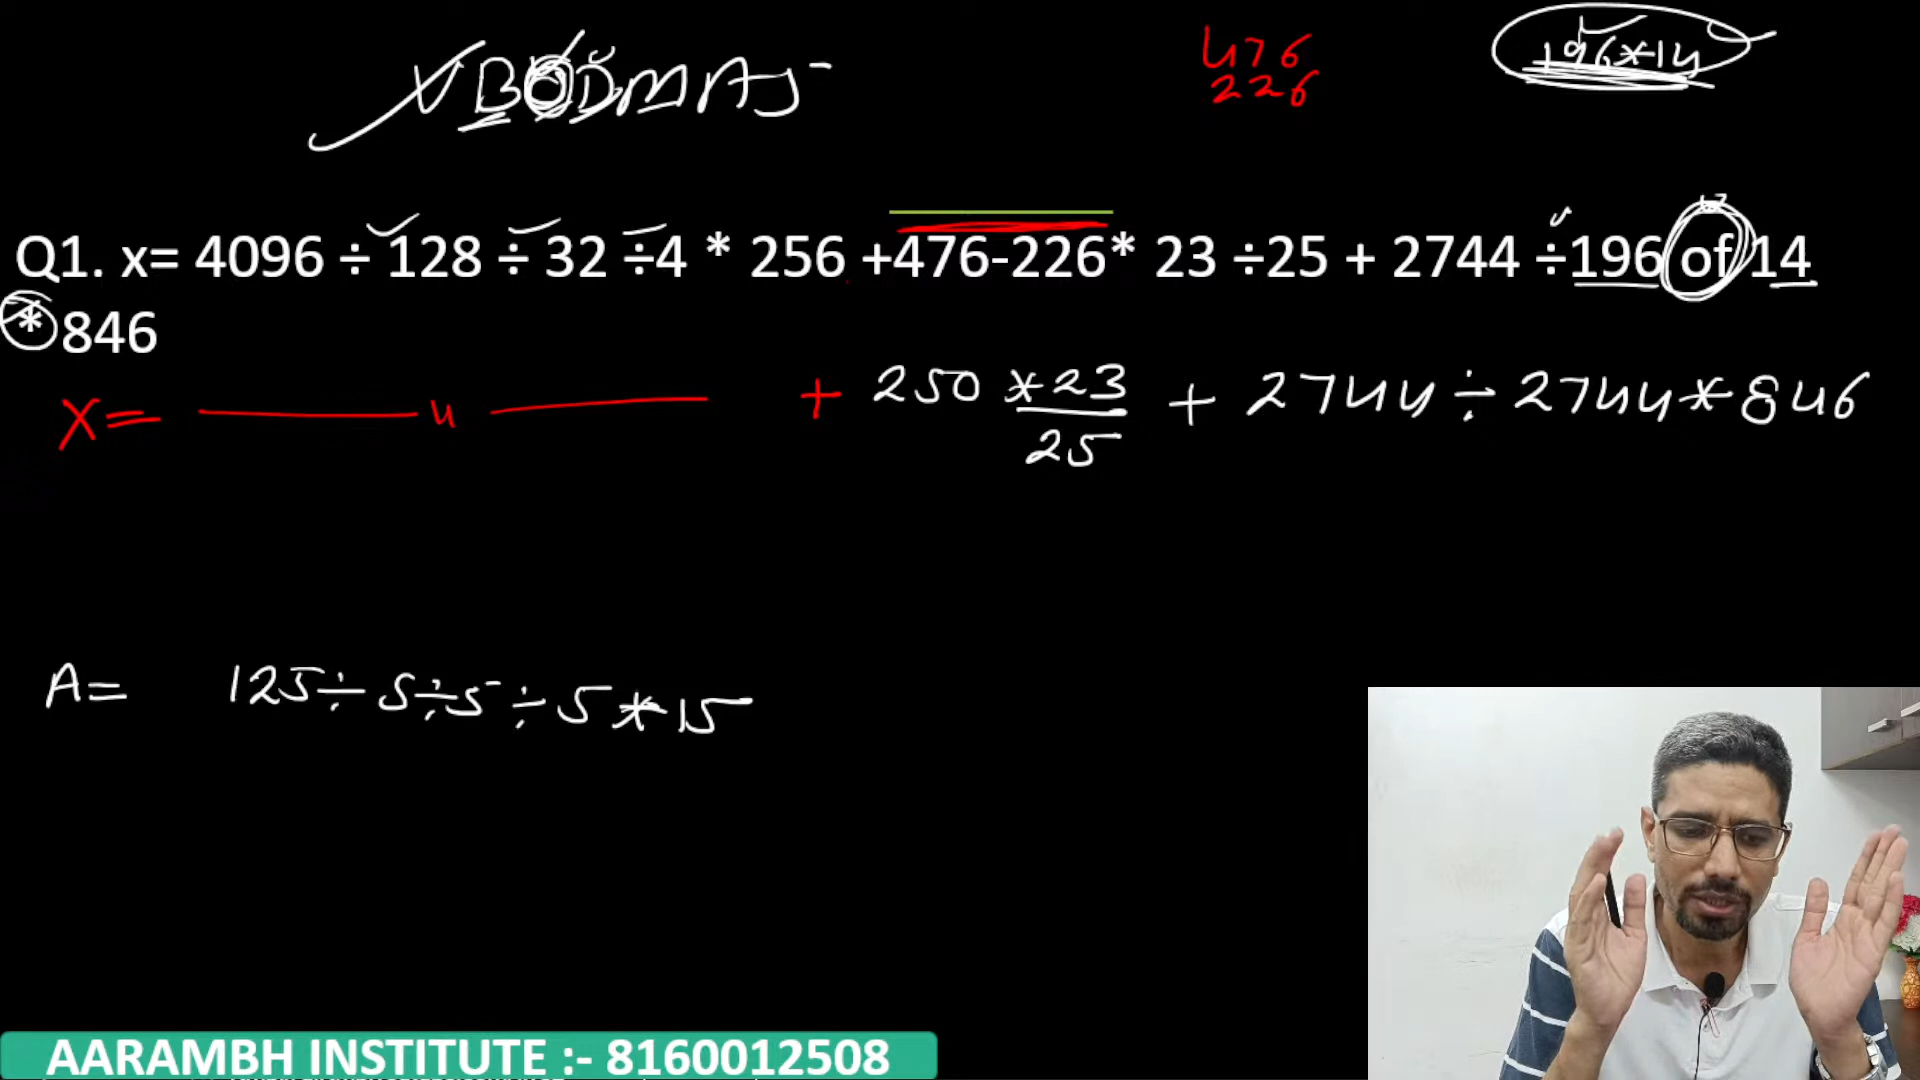 VBODMAS
476
226
196*14
Q1. x= 4096 ÷ 128 ÷ 32 ÷4 * 256 +476-226* 23 ÷25 + 2744 ÷196 of 14
*846
X= 4 + 250 *23 + 2744 ÷ 2744 * 846
25
A= 125÷ 5÷5 ÷ 5 * 15
AARAMBH INSTITUTE :- 8160012508